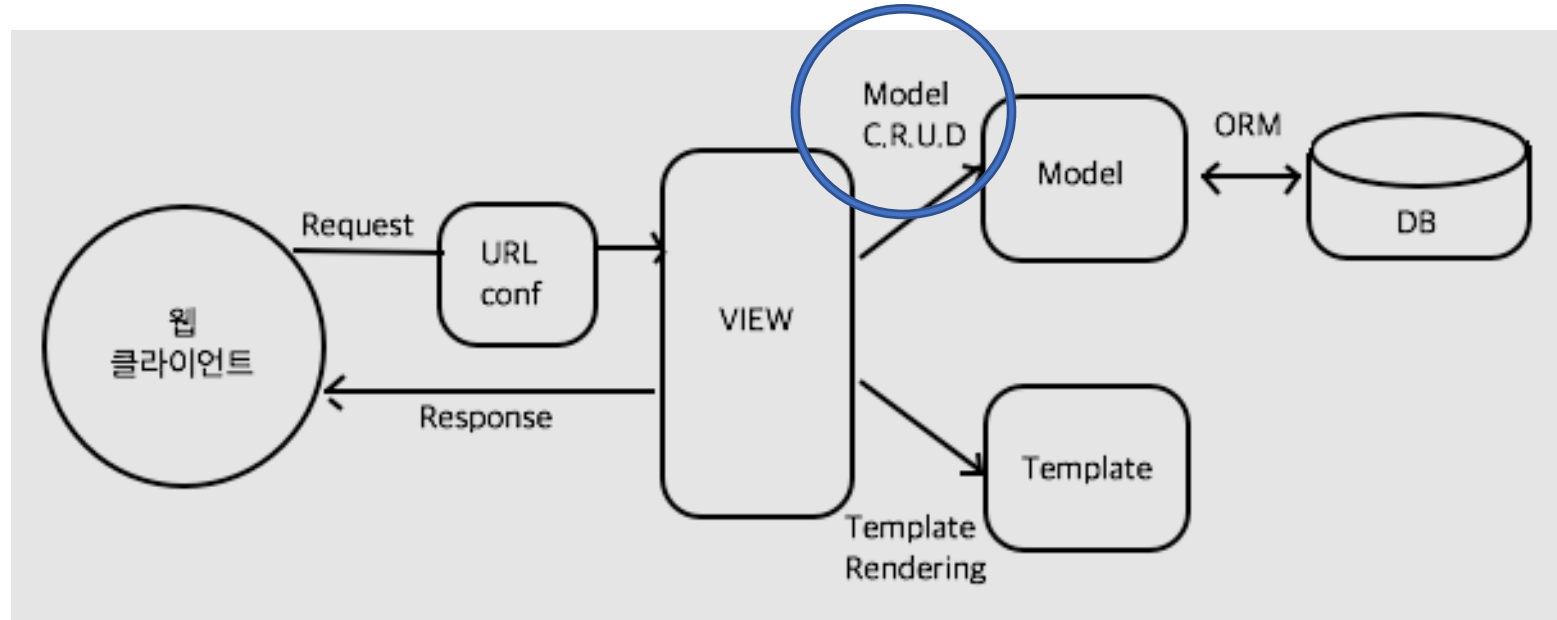 Model
C.R.U.D
ORM
Model
Request
URL
conf
DB
웹
클라이언트
VIEW
Response
Template
Template
Rendering